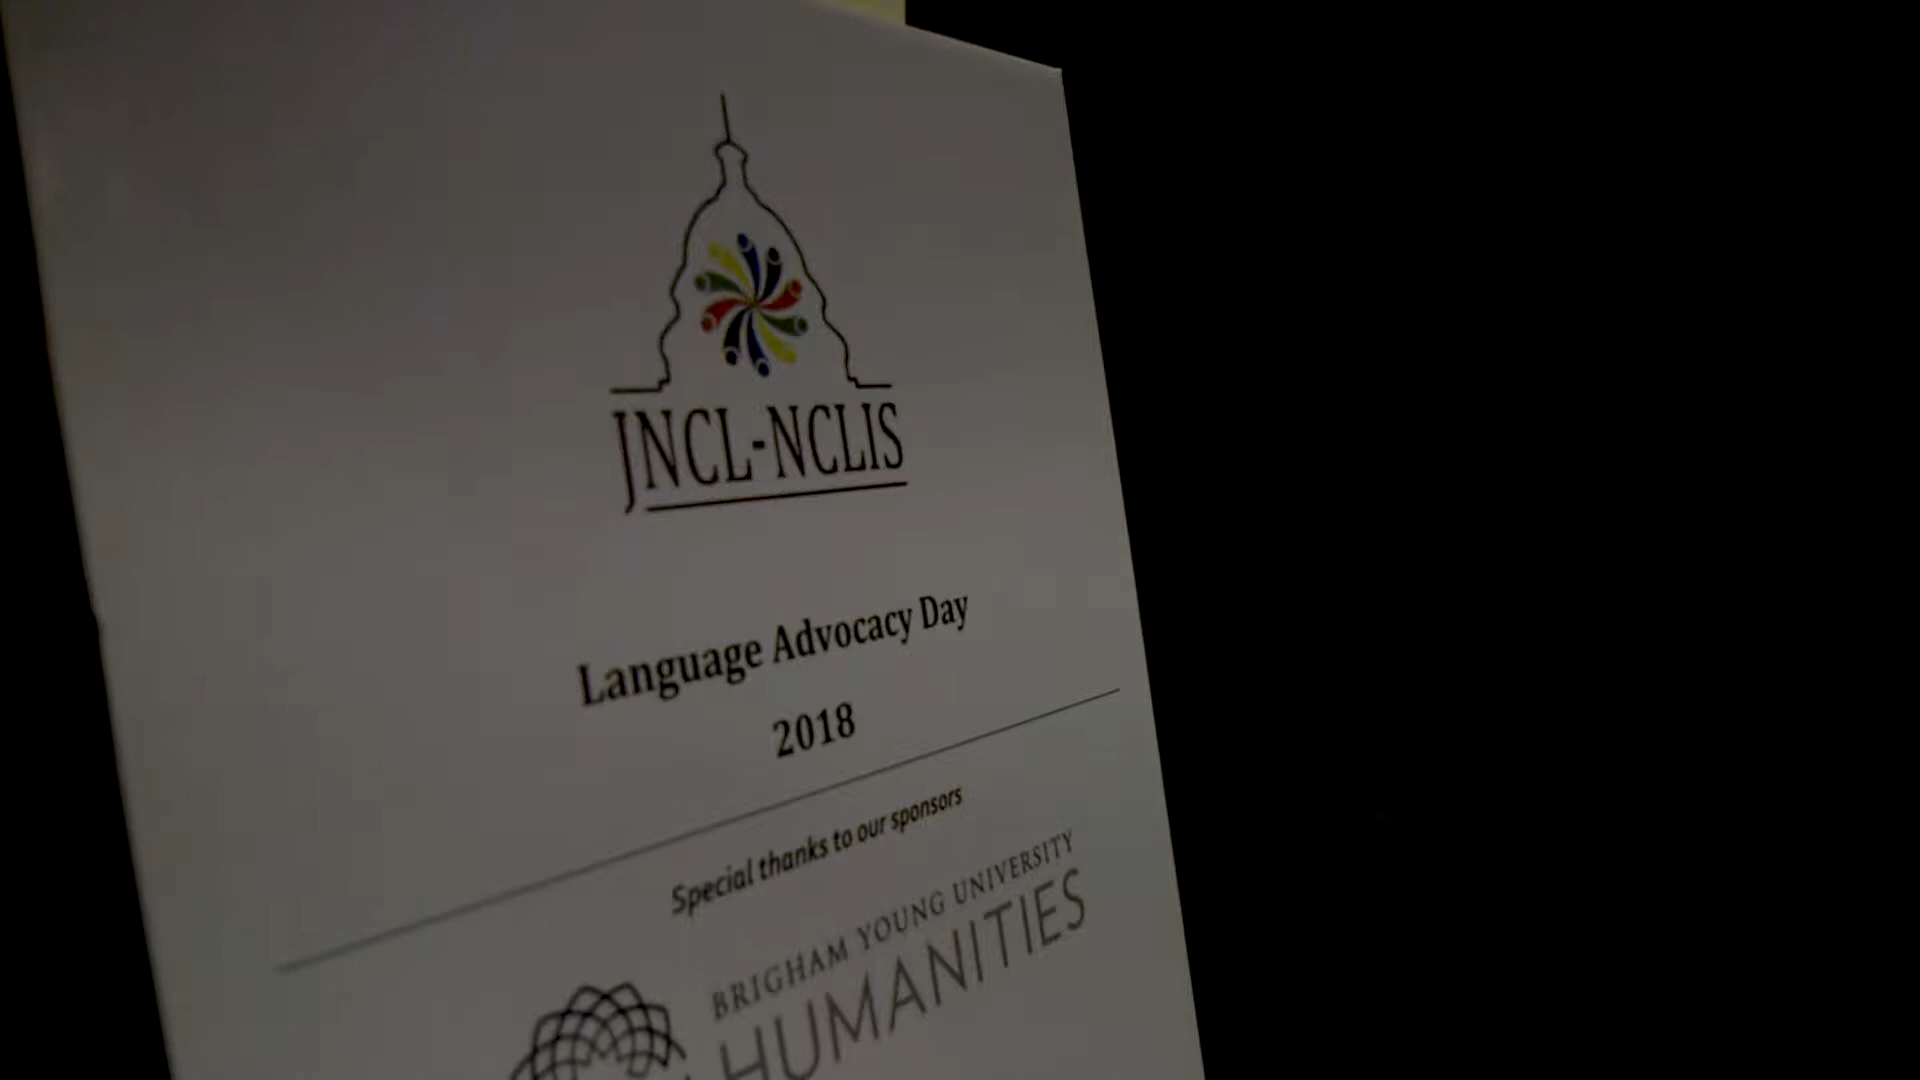 JNCL-NCLIS
Language Advocacy Day
2018
Special thanks to our sponsors
BRIGHAM YOUNG UNIVERSITY
HUMANITIES